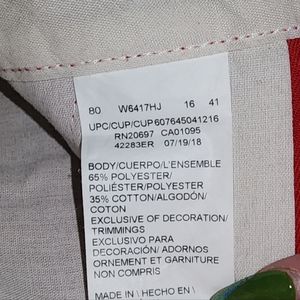 80 W6417HJ 16 41
UPC/CUP/CUP607645041216
RN20697 CA01095
42283ER 07/19/18
BODY/CUERPO/L'ENSEMBLE
65% POLYESTER/
POLIÉSTER/POLYESTER
35% COTTON/ALGODÓN/
COTON
EXCLUSIVE OF DECORATION/
TRIMMINGS
EXCLUSIVO PARA
DECORACIÓN/ ADORNOS
ORNEMENT ET GARNITURE
NON COMPRIS
MADE IN \ HECHO EN \